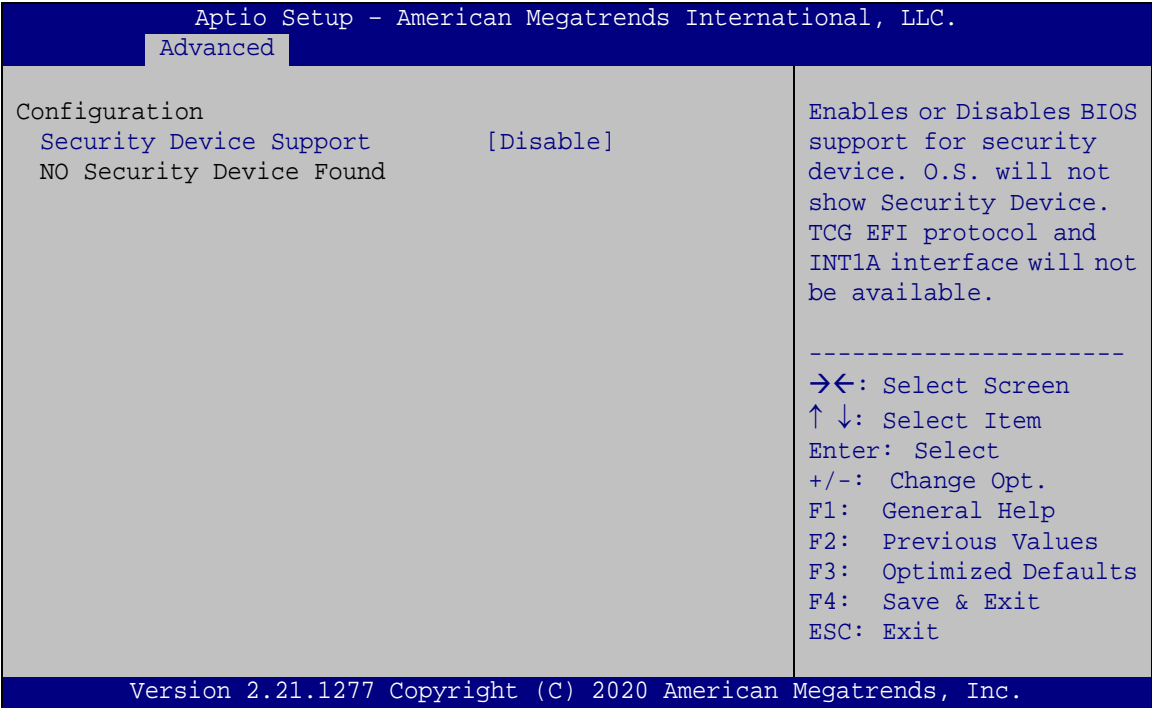 Aptio Setup – American Megatrends International, LLC.
Advanced
Configuration
Security Device Support [Disable]
NO Security Device Found
Enables or Disables BIOS
support for security
device. O.S. will not
show Security Device.
TCG EFI protocol and
INT1A interface will not
be available.
----------------------
→←: Select Screen
↑ ↓: Select Item
Enter: Select
+/-: Change Opt.
F1: General Help
F2: Previous Values
F3: Optimized Defaults
F4: Save & Exit
ESC: Exit
Version 2.21.1277 Copyright (C) 2020 American Megatrends, Inc.